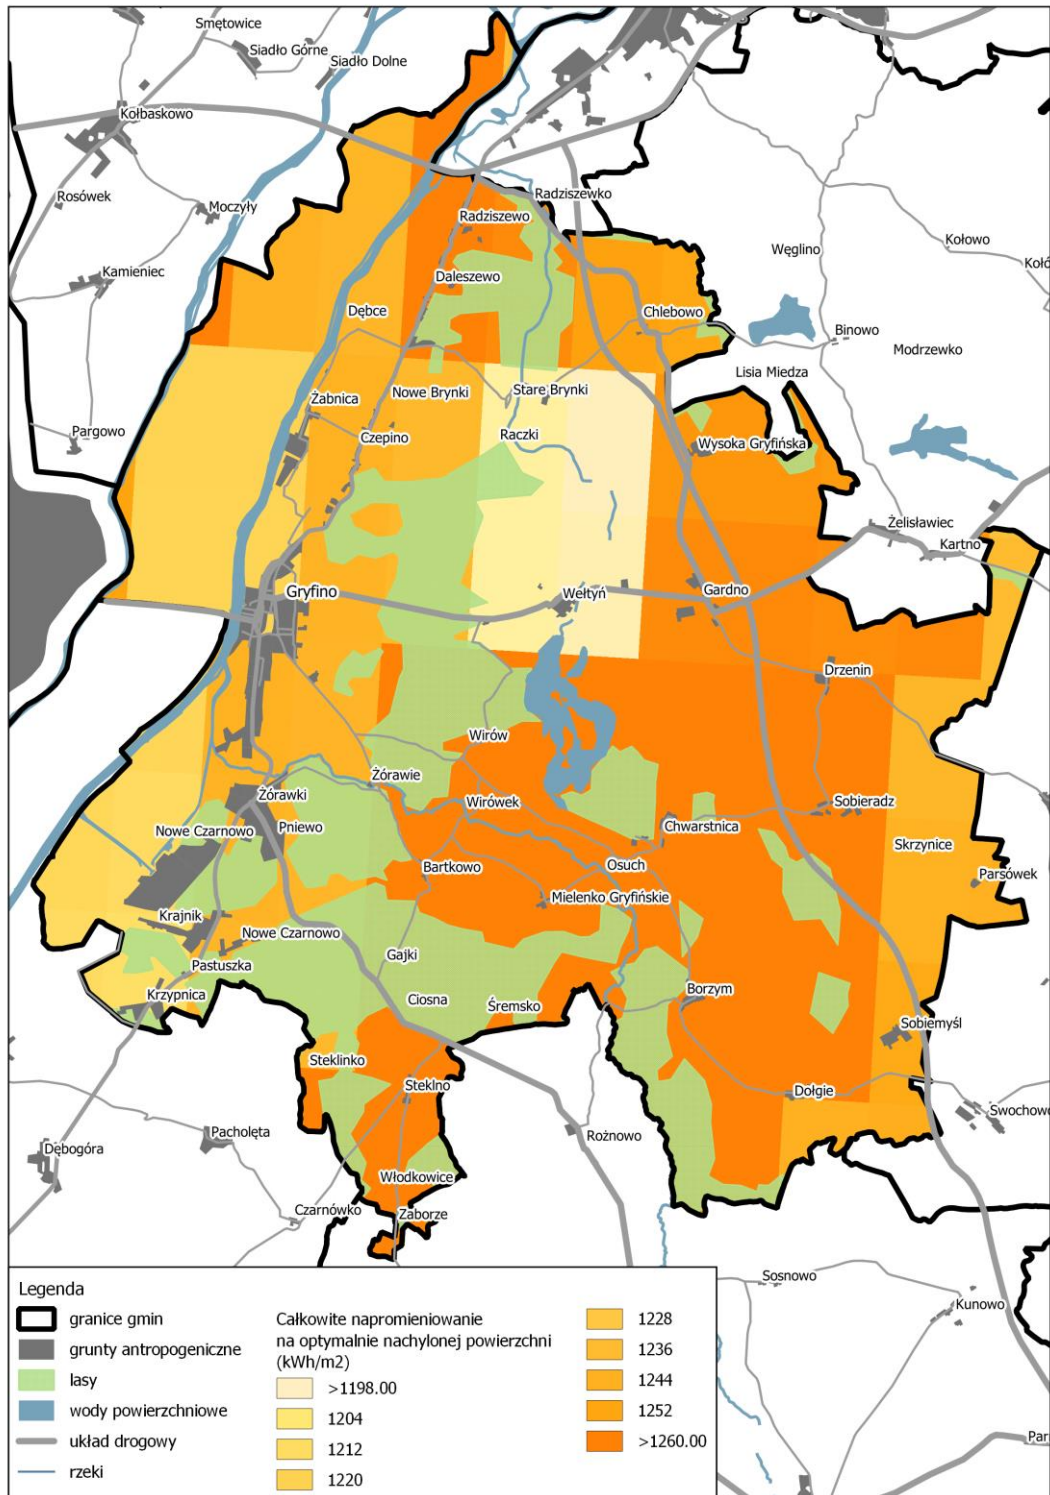 Smętowice
Siadło Górne
Siadło Dolne
Kołbaskowo
Rosówek
Moczyły
Radziszewko
Radziszewo
Węglino
Kołowo
Kamieniec
Daleszewo
Dębce
Chlebowo
Binowo
Modrzewko
Lisia Miedza
Żabnica
Nowe Brynki
Stare Brynki
Pargowo
Czepino
Raczki
Wysoka Gryfińska
Żelisławiec
Kartno
Gryfino
Wełtyń
Gardno
Drzenin
Wirów
Żórawie
Żórawki
Wirówek
Sobieradz
Nowe Czarnowo
Pniewo
Chwarstnica
Skrzynice
Bartkowo
Osuch
Parsówek
Mielenko Gryfińskie
Krajnik
Nowe Czarnowo
Gajki
Pastuszka
Krzypnica
Ciosna
Śremsko
Borzym
Sobiemyśl
Steklinko
Steklno
Dołgie
Swochowo
Pacholęta
Rożnowo
Dębogóra
Włodkowice
Czarnówko
Zaborze
Sosnowo
Kunowo
Par
Legenda
granice gmin
grunty antropogeniczne
lasy
wody powierzchniowe
układ drogowy
rzeki
Całkowite napromieniowanie
na optymalnie nachylonej powierzchni
(kWh/m2)
>1198.00
1204
1212
1220
1228
1236
1244
1252
>1260.00